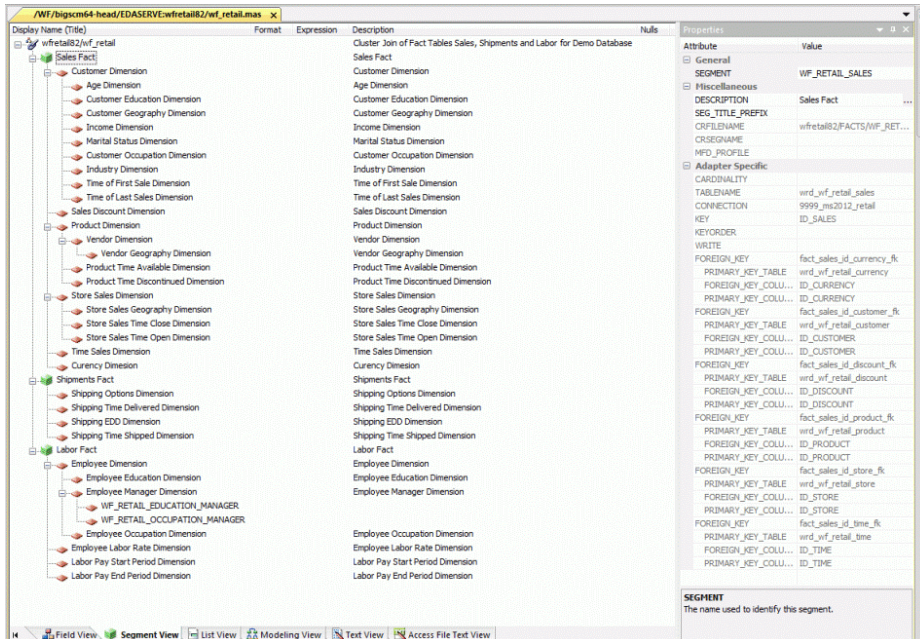 /WF/bigscm64-head/EDASERVE:wfretail82/wf_retail.mas x
Display Name (Title) Format Expression Description Nulls
wfretail82/wf_retail Cluster Join of Fact Tables Sales, Shipments and Labor for Demo Database
Sales Fact Sales Fact
Customer Dimension Customer Dimension
Age Dimension Age Dimension
Customer Education Dimension Customer Education Dimension
Customer Geography Dimension Customer Geography Dimension
Income Dimension Income Dimension
Marital Status Dimension Marital Status Dimension
Customer Occupation Dimension Customer Occupation Dimension
Industry Dimension Industry Dimension
Time of First Sale Dimension Time of First Sale Dimension
Time of Last Sales Dimension Time of Last Sales Dimension
Sales Discount Dimension Sales Discount Dimension
Product Dimension Product Dimension
Vendor Dimension Vendor Dimension
Vendor Geography Dimension Vendor Geography Dimension
Product Time Available Dimension Product Time Available Dimension
Product Time Discontinued Dimension Product Time Discontinued Dimension
Store Sales Dimension Store Sales Dimension
Store Sales Geography Dimension Store Sales Geography Dimension
Store Sales Time Close Dimension Store Sales Time Close Dimension
Store Sales Time Open Dimension Store Sales Time Open Dimension
Time Sales Dimension Time Sales Dimension
Curency Dimesion Curency Dimesion
Shipments Fact Shipments Fact
Shipping Options Dimension Shipping Options Dimension
Shipping Time Delivered Dimension Shipping Time Delivered Dimension
Shipping EDD Dimension Shipping EDD Dimension
Shipping Time Shipped Dimension Shipping Time Shipped Dimension
Labor Fact Labor Fact
Employee Dimension Employee Dimension
Employee Education Dimension Employee Education Dimension
Employee Manager Dimension Employee Manager Dimension
WF_RETAIL_EDUCATION_MANAGER
WF_RETAIL_OCCUPATION_MANAGER
Employee Occupation Dimension Employee Occupation Dimension
Employee Labor Rate Dimension Employee Labor Rate Dimension
Labor Pay Start Period Dimension Labor Pay Start Period Dimension
Labor Pay End Period Dimension Labor Pay End Period Dimension
Field View Segment View List View Modeling View Text View Access File Text View
Properties
Attribute Value
General
SEGMENT WF_RETAIL_SALES
Miscellaneous
DESCRIPTION Sales Fact ...
SEG_TITLE_PREFIX
CRFILENAME wfretail82/FACTS/WF_RET...
CRSEGNAME
MFD_PROFILE
Adapter Specific
CARDINALITY
TABLENAME wrd_wf_retail_sales
CONNECTION 9999_ms2012_retail
KEY ID_SALES
KEYORDER
WRITE
FOREIGN_KEY fact_sales_id_currency_fk
PRIMARY_KEY_TABLE wrd_wf_retail_currency
FOREIGN_KEY_COLU... ID_CURRENCY
PRIMARY_KEY_COLU... ID_CURRENCY
FOREIGN_KEY fact_sales_id_customer_fk
PRIMARY_KEY_TABLE wrd_wf_retail_customer
FOREIGN_KEY_COLU... ID_CUSTOMER
PRIMARY_KEY_COLU... ID_CUSTOMER
FOREIGN_KEY fact_sales_id_discount_fk
PRIMARY_KEY_TABLE wrd_wf_retail_discount
FOREIGN_KEY_COLU... ID_DISCOUNT
PRIMARY_KEY_COLU... ID_DISCOUNT
FOREIGN_KEY fact_sales_id_product_fk
PRIMARY_KEY_TABLE wrd_wf_retail_product
FOREIGN_KEY_COLU... ID_PRODUCT
PRIMARY_KEY_COLU... ID_PRODUCT
FOREIGN_KEY fact_sales_id_store_fk
PRIMARY_KEY_TABLE wrd_wf_retail_store
FOREIGN_KEY_COLU... ID_STORE
PRIMARY_KEY_COLU... ID_STORE
FOREIGN_KEY fact_sales_id_time_fk
PRIMARY_KEY_TABLE wrd_wf_retail_time
FOREIGN_KEY_COLU... ID_TIME
PRIMARY_KEY_COLU... ID_TIME
SEGMENT
The name used to identify this segment.